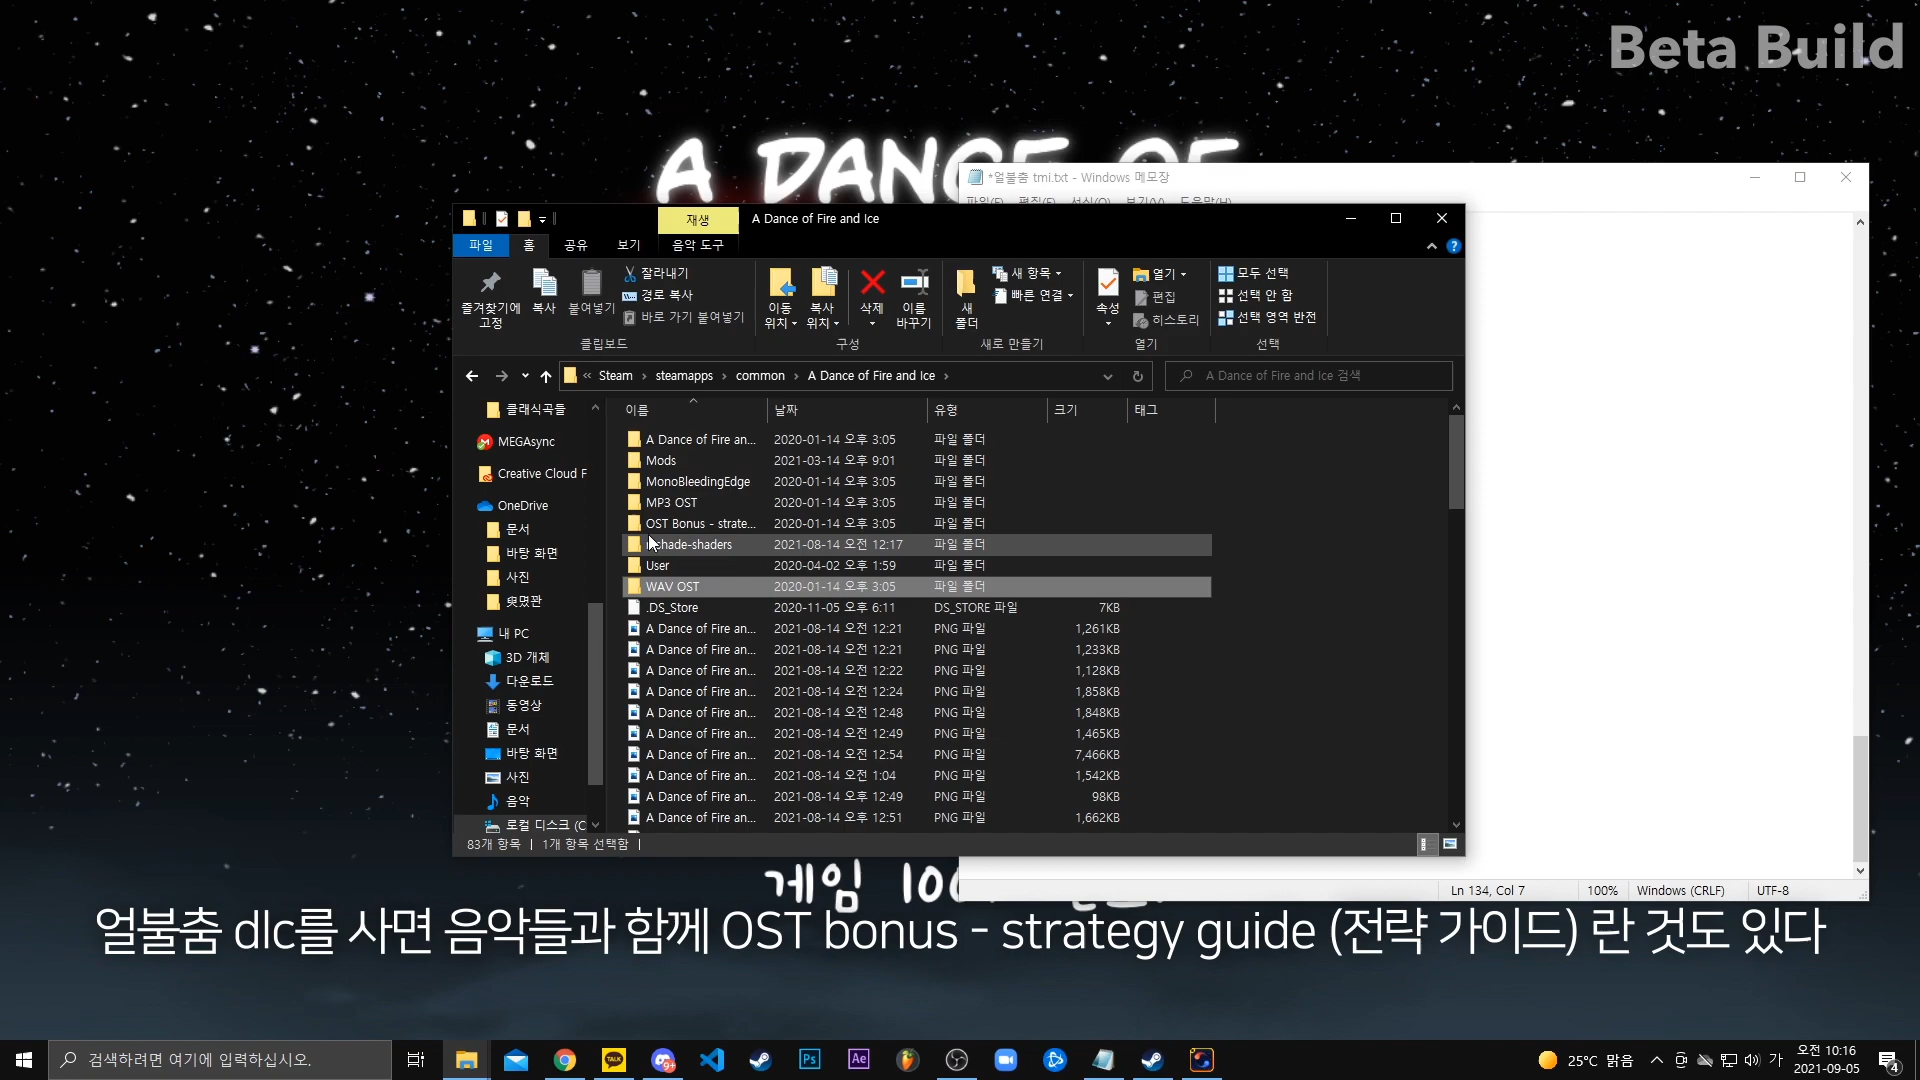 Beta Build
A DANCE OF
*얼불춤 tmi.txt - Windows 메모장
파일(F) 편집(E) 서식(O) 보기(V) 도움말(H)
재생
A Dance of Fire and Ice
파일 홈 공유 보기 음악 도구
즐겨찾기에 고정
복사
붙여넣기
잘라내기
경로 복사
바로 가기 붙여넣기
클립보드
이동 위치
복사 위치
삭제
이름 바꾸기
구성
새 폴더
새 항목
빠른 연결
새로 만들기
속성
열기
편집
히스토리
열기
모두 선택
선택 안 함
선택 영역 반전
선택
« Steam › steamapps › common › A Dance of Fire and Ice ›
A Dance of Fire and Ice 검색
클래식곡들
MEGAsync
Creative Cloud F
OneDrive
문서
바탕 화면
사진
내 PC
3D 개체
다운로드
동영상
문서
바탕 화면
사진
음악
로컬 디스크 (C
이름 날짜 유형 크기 태그
A Dance of Fire an... 2020-01-14 오후 3:05 파일 폴더
Mods 2021-03-14 오후 9:01 파일 폴더
MonoBleedingEdge 2020-01-14 오후 3:05 파일 폴더
MP3 OST 2020-01-14 오후 3:05 파일 폴더
OST Bonus - strate... 2020-01-14 오후 3:05 파일 폴더
shade-shaders 2021-08-14 오전 12:17 파일 폴더
User 2020-04-02 오후 1:59 파일 폴더
WAV OST 2020-01-14 오후 3:05 파일 폴더
.DS_Store 2020-11-05 오후 6:11 DS_STORE 파일 7KB
A Dance of Fire an... 2021-08-14 오전 12:21 PNG 파일 1,261KB
A Dance of Fire an... 2021-08-14 오전 12:21 PNG 파일 1,233KB
A Dance of Fire an... 2021-08-14 오전 12:22 PNG 파일 1,128KB
A Dance of Fire an... 2021-08-14 오전 12:24 PNG 파일 1,858KB
A Dance of Fire an... 2021-08-14 오전 12:48 PNG 파일 1,848KB
A Dance of Fire an... 2021-08-14 오전 12:49 PNG 파일 1,465KB
A Dance of Fire an... 2021-08-14 오전 12:54 PNG 파일 7,466KB
A Dance of Fire an... 2021-08-14 오전 1:04 PNG 파일 1,542KB
A Dance of Fire an... 2021-08-14 오후 12:49 PNG 파일 98KB
A Dance of Fire an... 2021-08-14 오후 12:51 PNG 파일 1,662KB
83개 항목 1개 항목 선택함
게임 10
Ln 134, Col 7 100% Windows (CRLF) UTF-8
얼불춤 dlc를 사면 음악들과 함께 OST bonus - strategy guide (전략 가이드) 란 것도 있다
검색하려면 여기에 입력하십시오.
TALK
9+
Ps
Ae
25°C 맑음
가
오전 10:16
2021-09-05
4